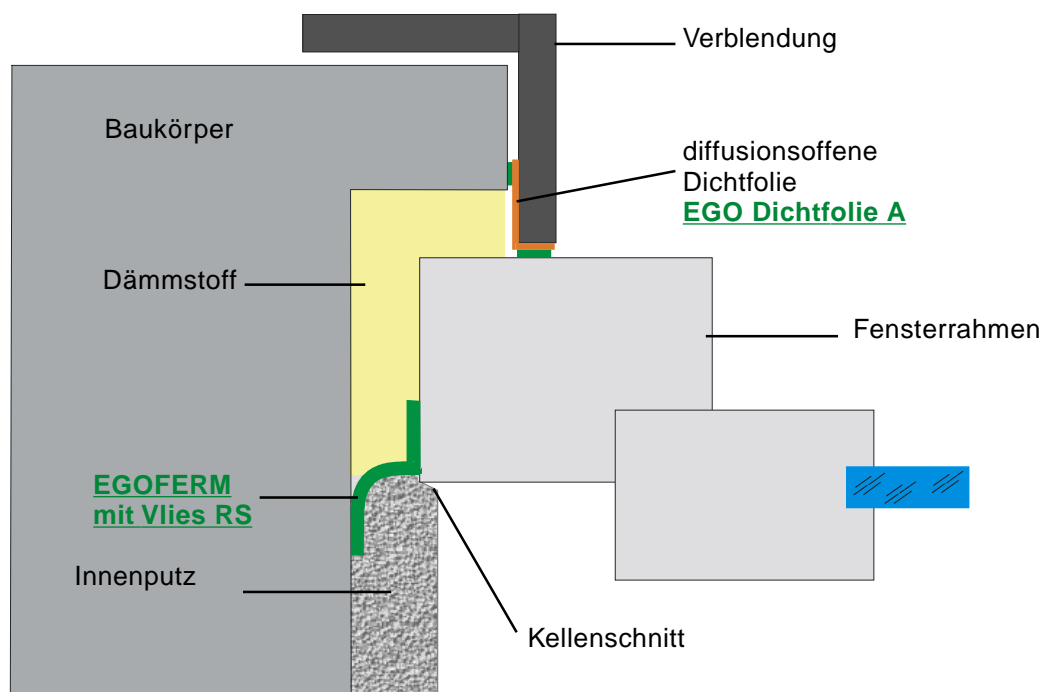 Verblendung
Baukörper
diffusionsoffene
Dichtfolie
EGO Dichtfolie A
Dämmstoff
Fensterrahmen
EGOFERM
mit Vlies RS
Innenputz
Kellenschnitt